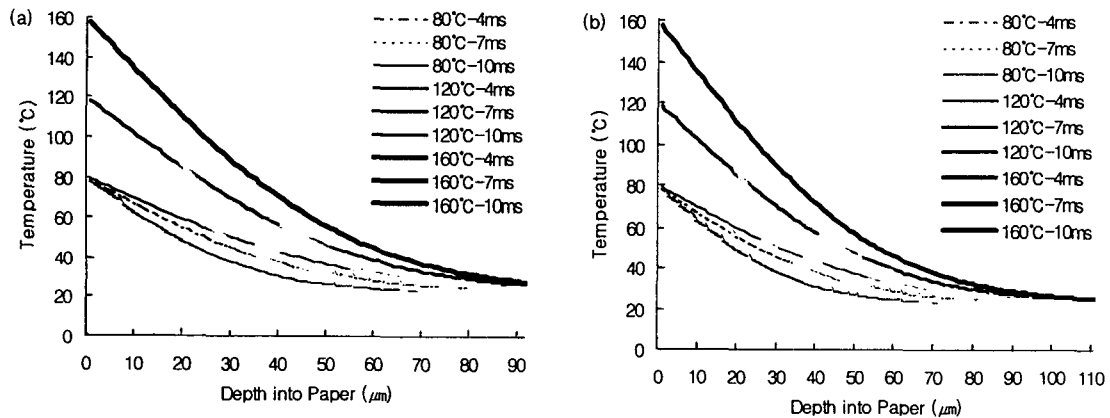 (a)
160
140
120
100
80
60
40
20
0
Temperature (℃)
0 10 20 30 40 50 60 70 80 90
Depth into Paper (μm)
80℃-4ms
80℃-7ms
80℃-10ms
120℃-4ms
120℃-7ms
120℃-10ms
160℃-4ms
160℃-7ms
160℃-10ms
(b)
160
140
120
100
80
60
40
20
0
Temperature (℃)
0 10 20 30 40 50 60 70 80 90 100 110
Depth into Paper (μm)
80℃-4ms
80℃-7ms
80℃-10ms
120℃-4ms
120℃-7ms
120℃-10ms
160℃-4ms
160℃-7ms
160℃-10ms